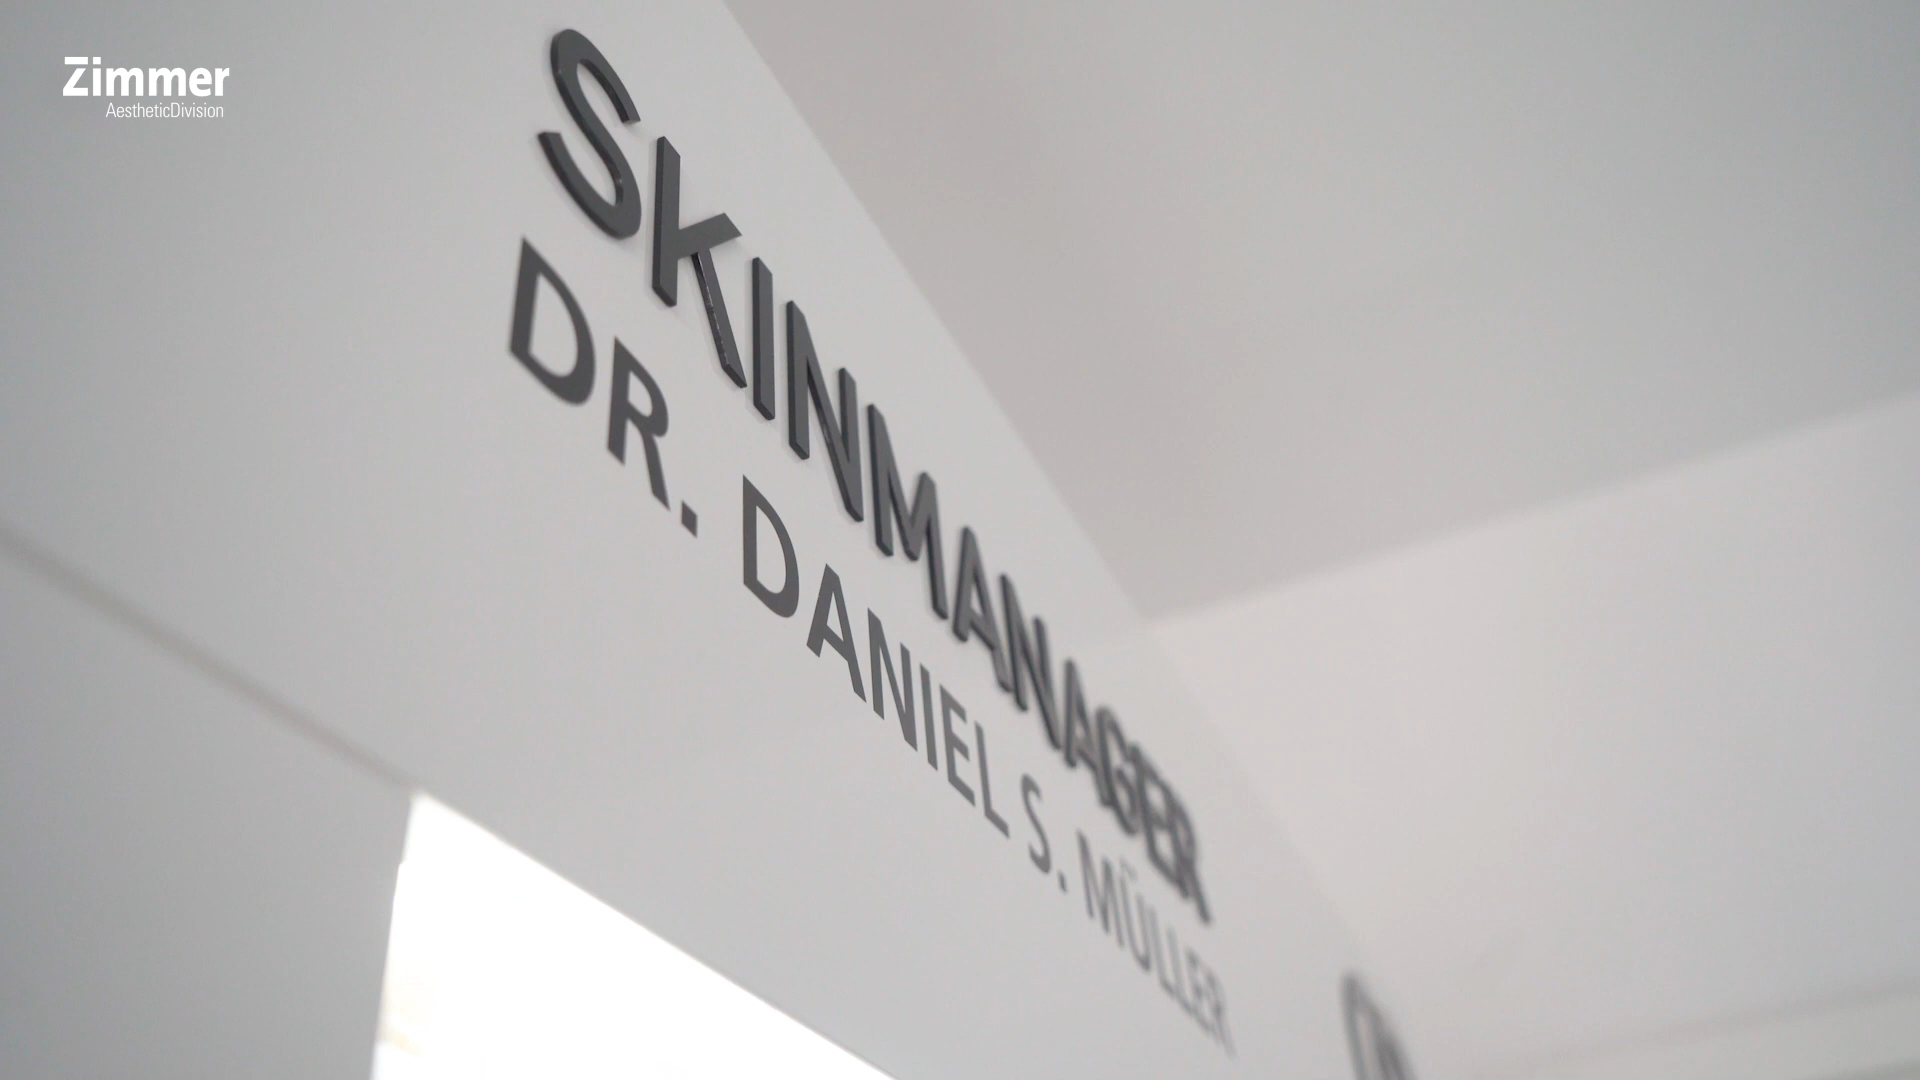 Zimmer
AestheticDivision
SKINMANAGER
DR. DANIEL S. MÜLLER